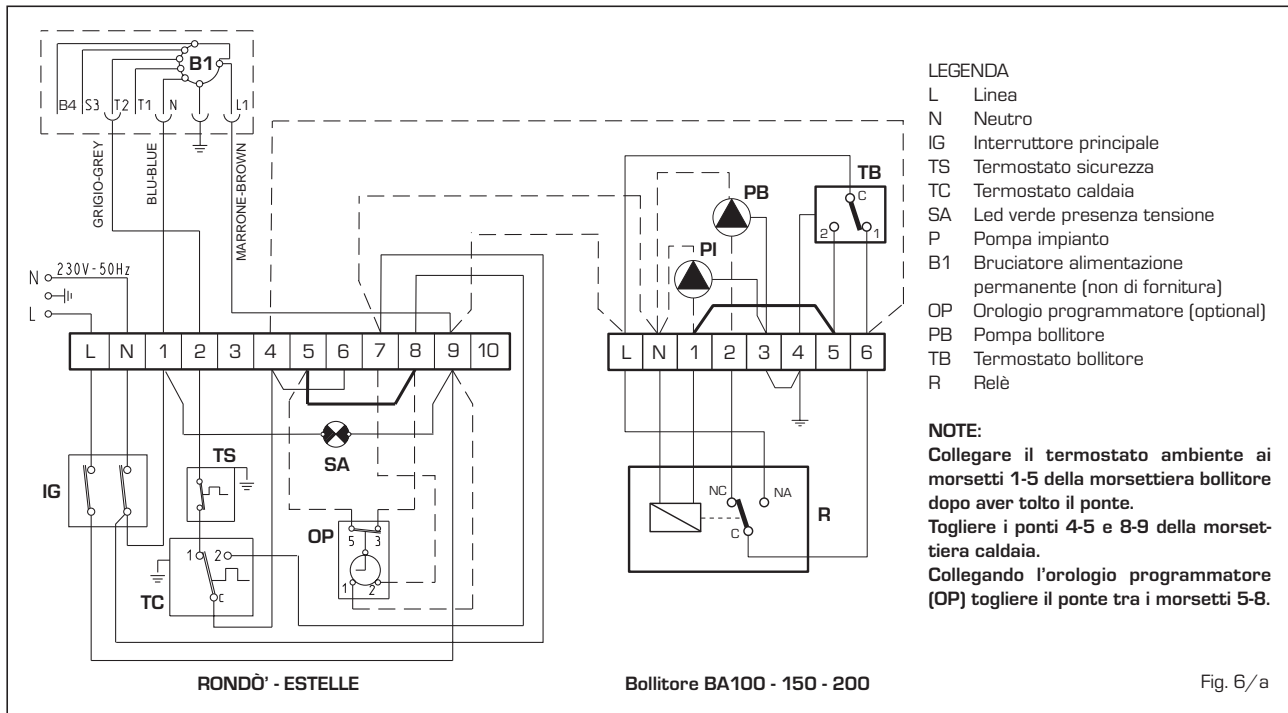 B1
B4 S3 T2 T1 N L1
GRIGIO-GREY
BLU-BLUE
MARRONE-BROWN
N 230V-50Hz
L
L N 1 2 3 4 5 6 7 8 9 10
SA
IG
TS
TC
1 2
C
OP
5 3
1 2
RONDÒ' - ESTELLE
PB
PI
TB
C
2 1
L N 1 2 3 4 5 6
NC NA
C
R
Bollitore BA100 - 150 - 200
LEGENDA
L Linea
N Neutro
IG Interruttore principale
TS Termostato sicurezza
TC Termostato caldaia
SA Led verde presenza tensione
P Pompa impianto
B1 Bruciatore alimentazione
permanente (non di fornitura)
OP Orologio programmatore (optional)
PB Pompa bollitore
TB Termostato bollitore
R Relè
NOTE:
Collegare il termostato ambiente ai
morsetti 1-5 della morsettiera bollitore
dopo aver tolto il ponte.
Togliere i ponti 4-5 e 8-9 della morset-
tiera caldaia.
Collegando l'orologio programmatore
(OP) togliere il ponte tra i morsetti 5-8.
Fig. 6/a